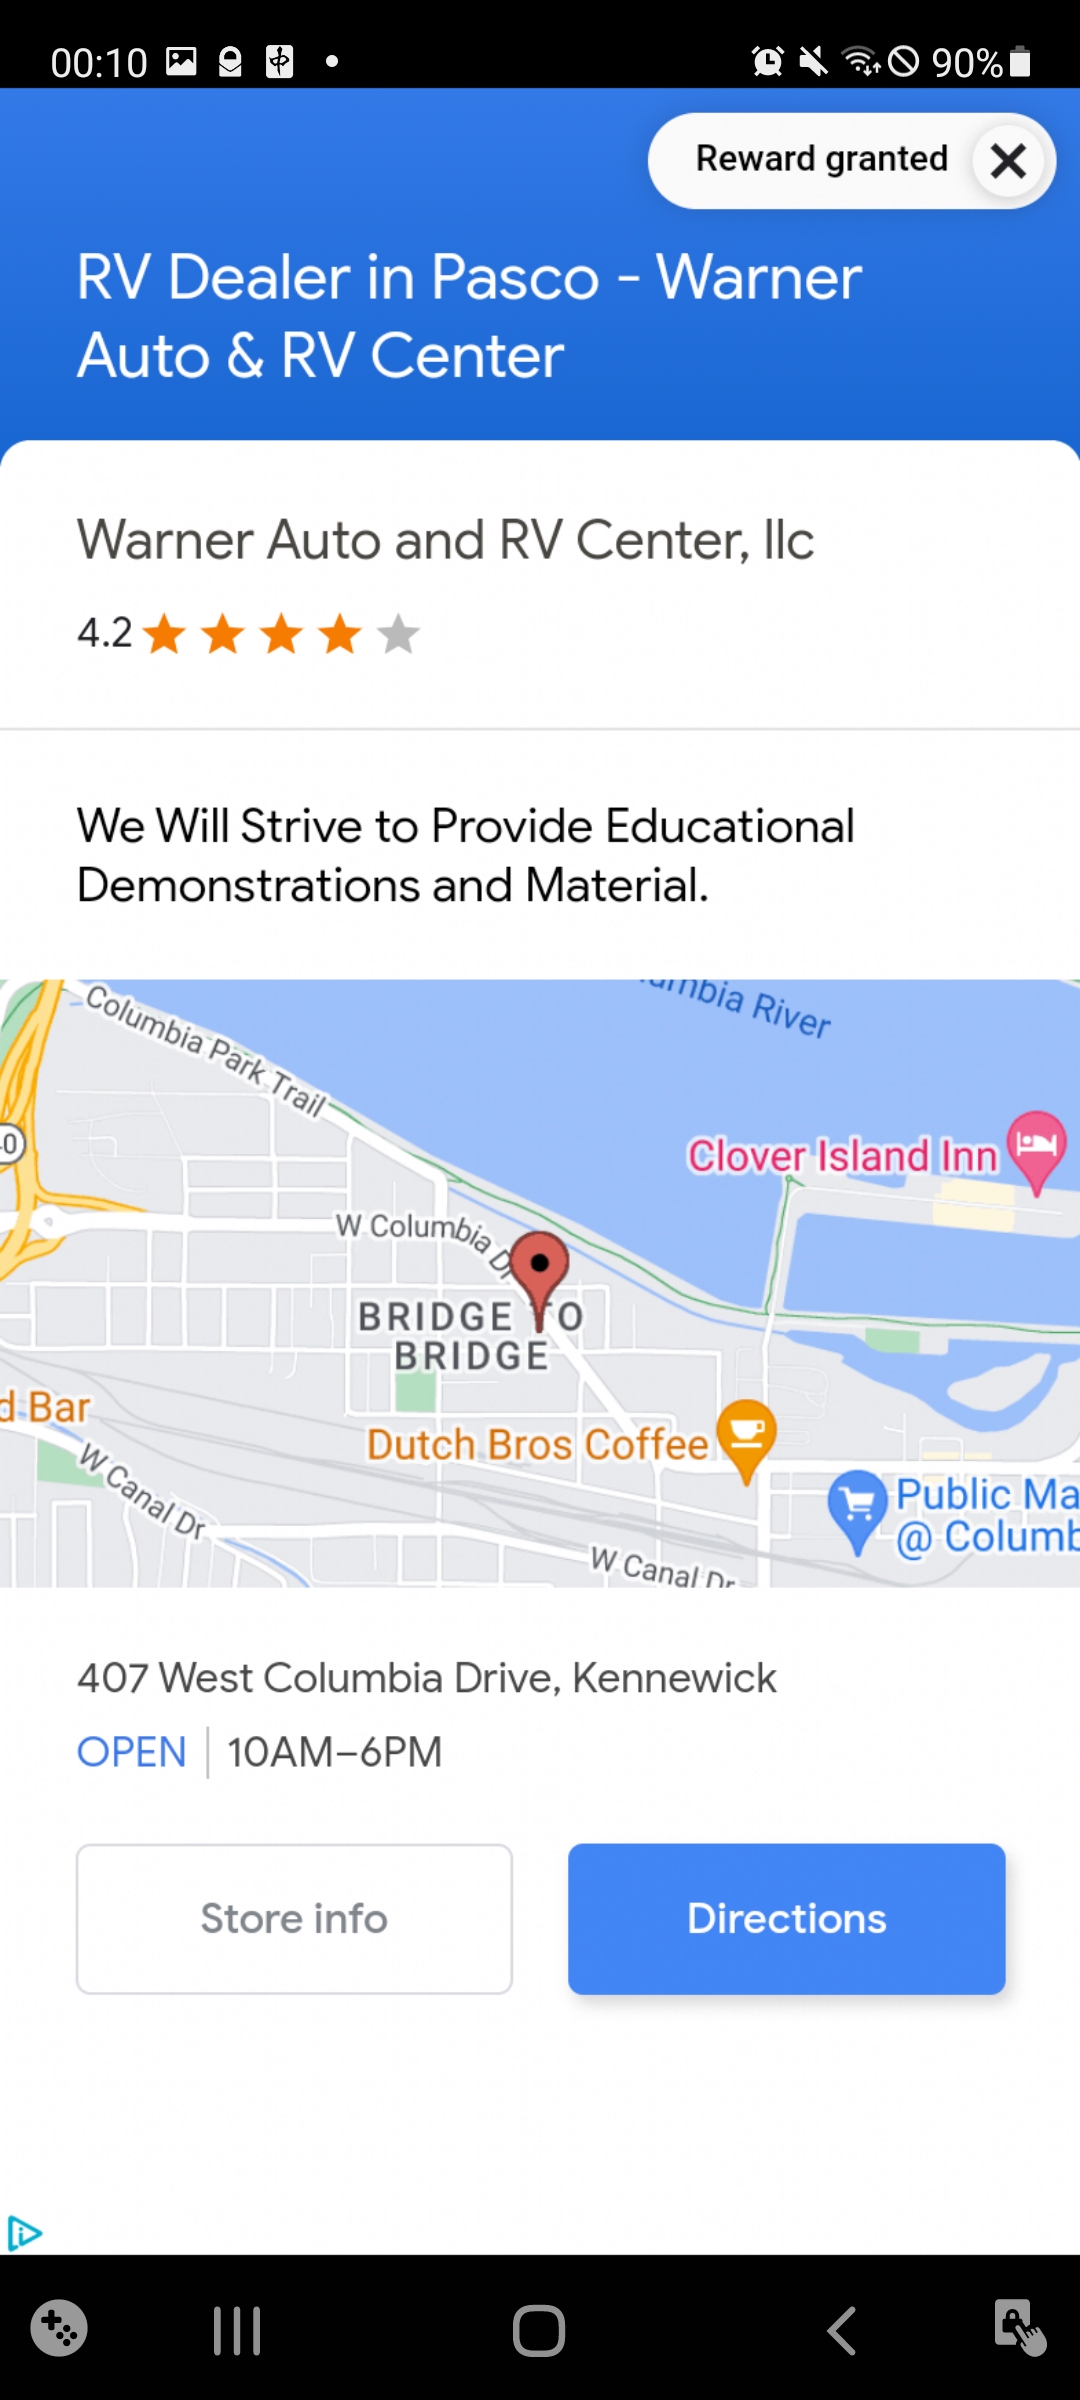 00:10
90%
Reward granted
RV Dealer in Pasco - Warner
Auto & RV Center
Warner Auto and RV Center, llc
4.2
We Will Strive to Provide Educational
Demonstrations and Material.
Columbia Park Trail
umbia River
Clover Island Inn
W Columbia Dr
BRIDGE TO
BRIDGE
d Bar
Dutch Bros Coffee
W Canal Dr
Public Ma
@ Columb
W Canal Dr
407 West Columbia Drive, Kennewick
OPEN 10AM–6PM
Store info
Directions